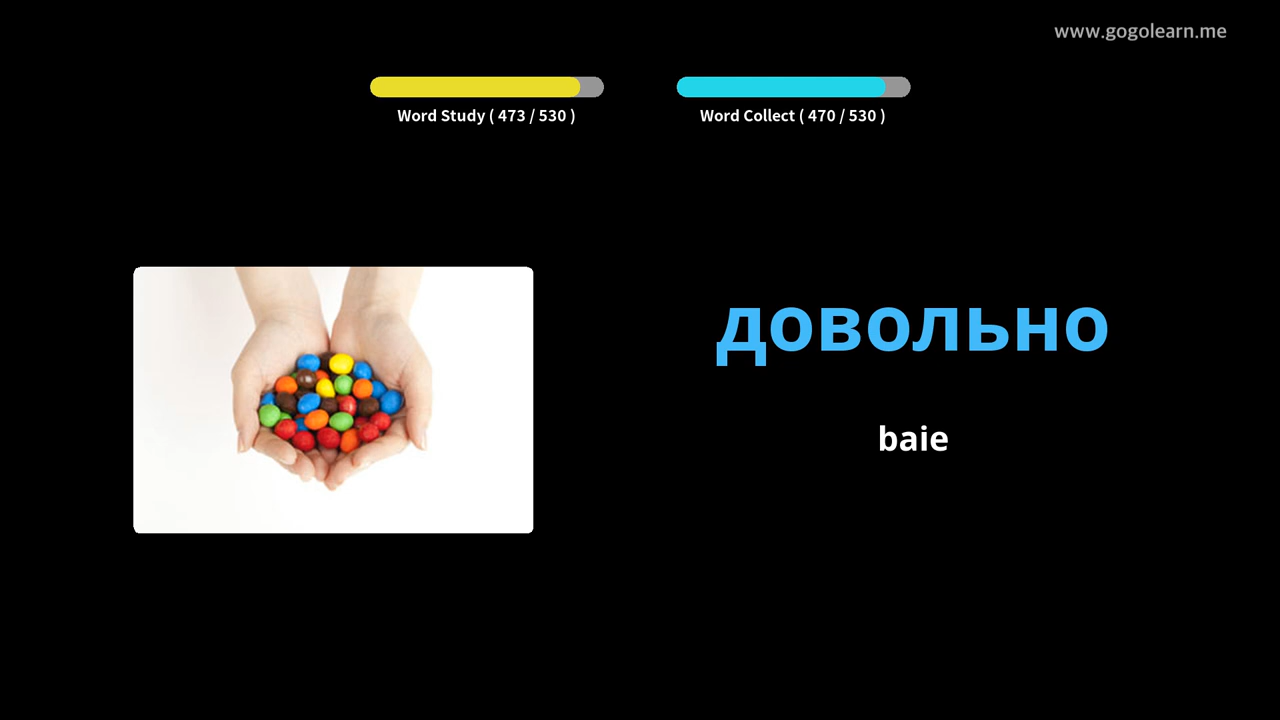 www.gogolearn.me
Word Study ( 473 / 530 )
Word Collect ( 470 / 530 )
довольно
baie